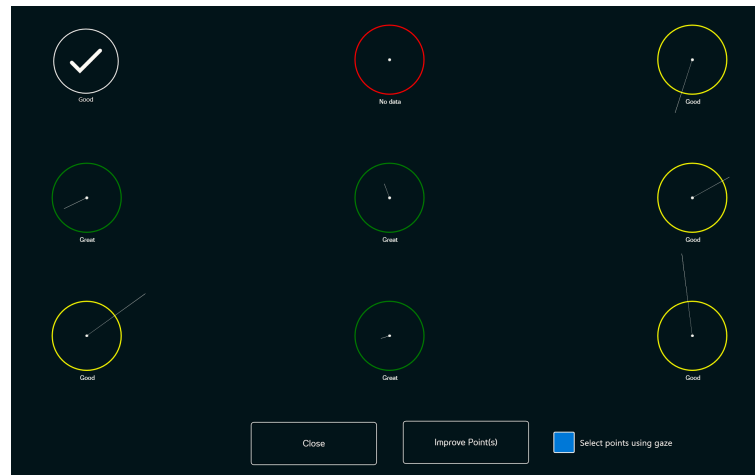 Good
No data
Good
Great
Great
Good
Good
Great
Good
Close
Improve Point(s)
Select points using gaze